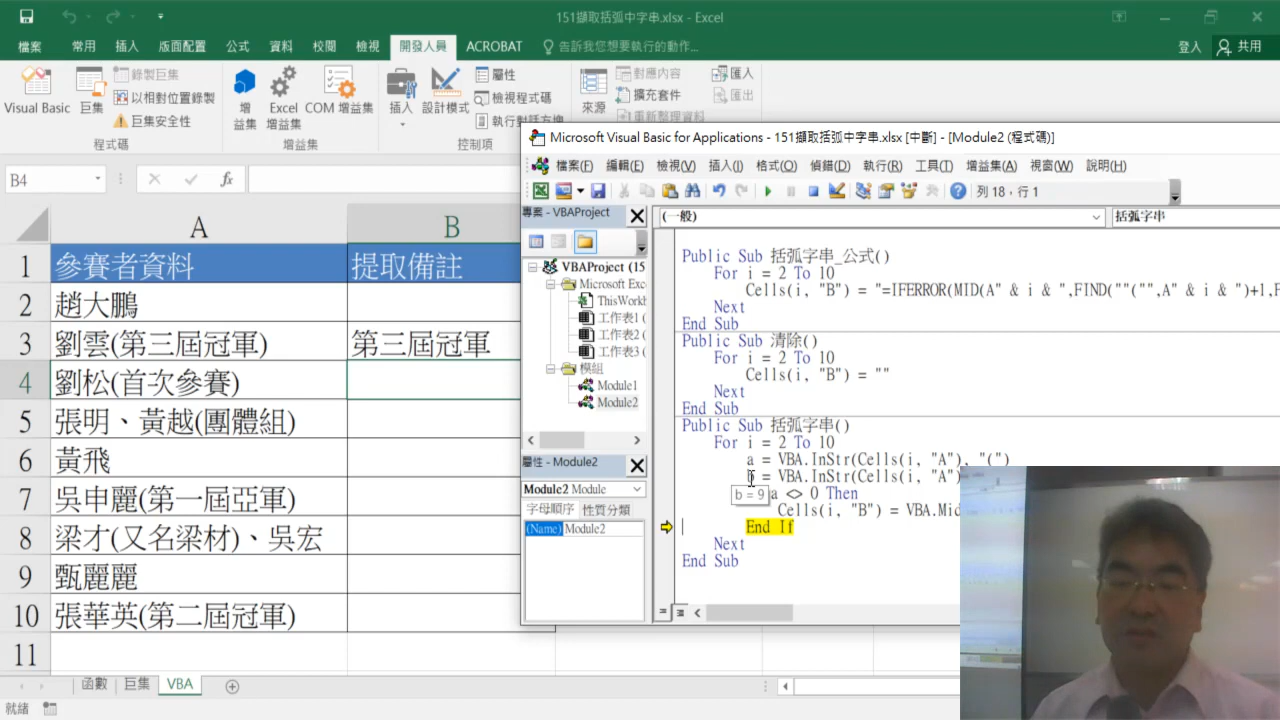 151擷取括弧中字串.xlsx - Excel
檔案 常用 插入 版面配置 公式 資料 校閱 檢視 開發人員 ACROBAT 告訴我您想要執行的動作... 登入 共用
Visual Basic 巨集 錄製巨集 以相對位置錄製 巨集安全性 程式碼
增益集 Excel 增益集 COM 增益集 增益集
插入 設計模式 屬性 檢視程式碼 執行對話方塊 控制項
來源 對應內容 擴充套件 重新整理資料 匯入 匯出
B4
A B
1 參賽者資料 提取備註
2 趙大鵬
3 劉雲(第三屆冠軍) 第三屆冠軍
4 劉松(首次參賽)
5 張明、黃越(團體組)
6 黃飛
7 吳申麗(第一屆亞軍)
8 梁才(又名梁材)、吳宏
9 甄麗麗
10 張華英(第二屆冠軍)
11
函數 巨集 VBA
就緒
Microsoft Visual Basic for Applications - 151擷取括弧中字串.xlsx [中斷] - [Module2 (程式碼)]
檔案(F) 編輯(E) 檢視(V) 插入(I) 格式(O) 偵錯(D) 執行(R) 工具(T) 增益集(A) 視窗(W) 說明(H)
列 18，行 1
專案 - VBAProject
VBAProject (15
Microsoft Exc
ThisWorkb
工作表1 (
工作表2 (
工作表3 (
模組
Module1
Module2
屬性 - Module2
Module2 Module
字母順序 性質分類
(Name) Module2
(一般) 括弧字串
Public Sub 括弧字串_公式()
For i = 2 To 10
Cells(i, "B") = "=IFERROR(MID(A" & i & ",FIND(""("",A" & i & ")+1,F
Next
End Sub
Public Sub 清除()
For i = 2 To 10
Cells(i, "B") = ""
Next
End Sub
Public Sub 括弧字串()
For i = 2 To 10
a = VBA.InStr(Cells(i, "A"), "(")
b = VBA.InStr(Cells(i, "A")
b = 9 a <> 0 Then
Cells(i, "B") = VBA.Mid
End If
Next
End Sub